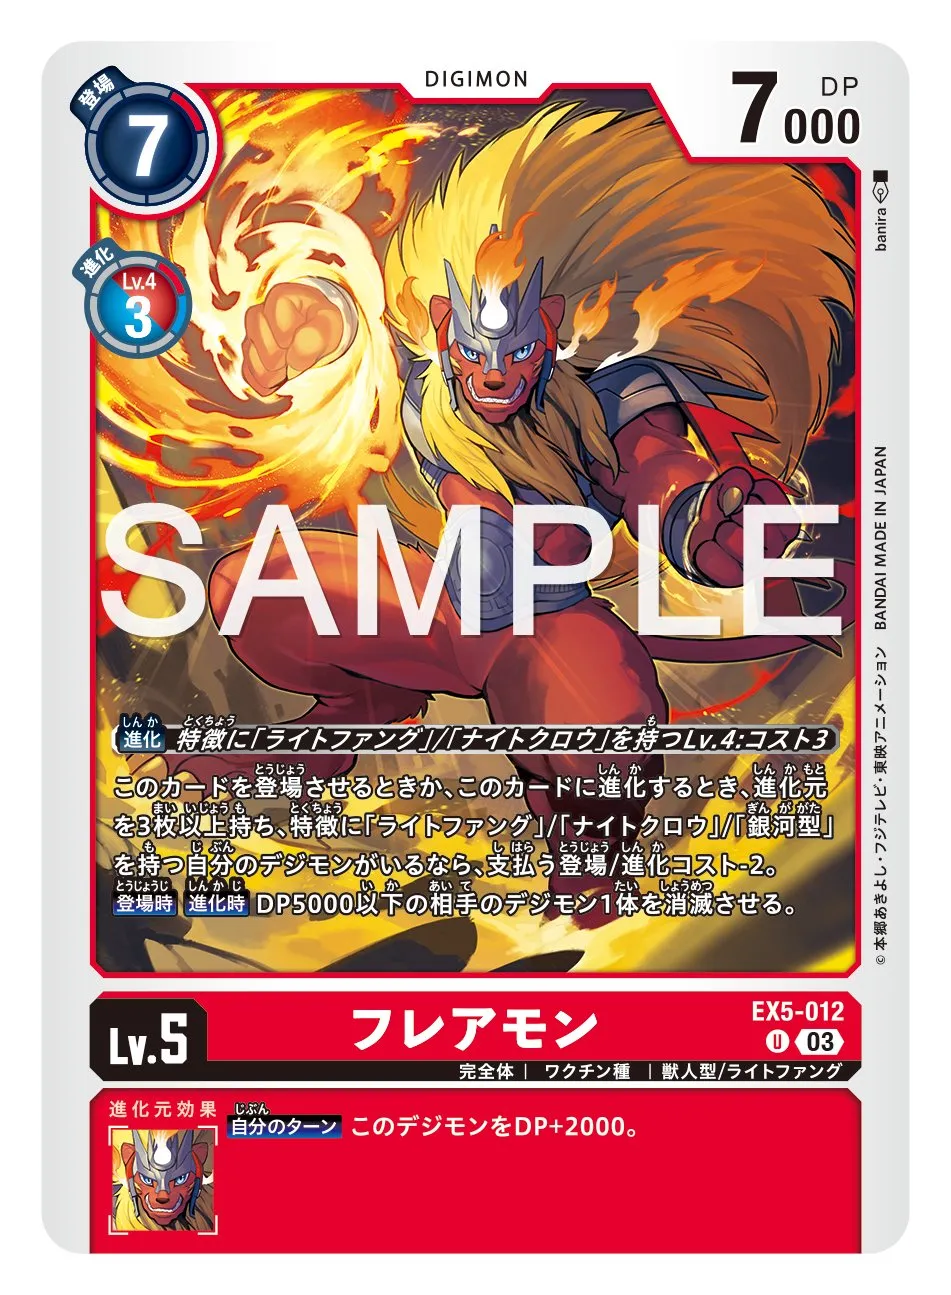 DIGIMON
登場
7
7000
DP
進化
Lv.4
3
banira
BANDAI MADE IN JAPAN
©本郷あきよし・フジテレビ・東映アニメーション
SAMPLE
進化 特徴に「ライトファング」/「ナイトクロウ」を持つLv.4:コスト3
このカードを登場させるときか、このカードに進化するとき、進化元
を3枚以上持ち、特徴に「ライトファング」/「ナイトクロウ」/「銀河型」
を持つ自分のデジモンがいるなら、支払う登場/進化コスト-2。
登場時 進化時 DP5000以下の相手のデジモン1体を消滅させる。
Lv.5
フレアモン
EX5-012
U 03
完全体 | ワクチン種 | 獣人型/ライトファング
進化元効果
自分のターン このデジモンをDP+2000。